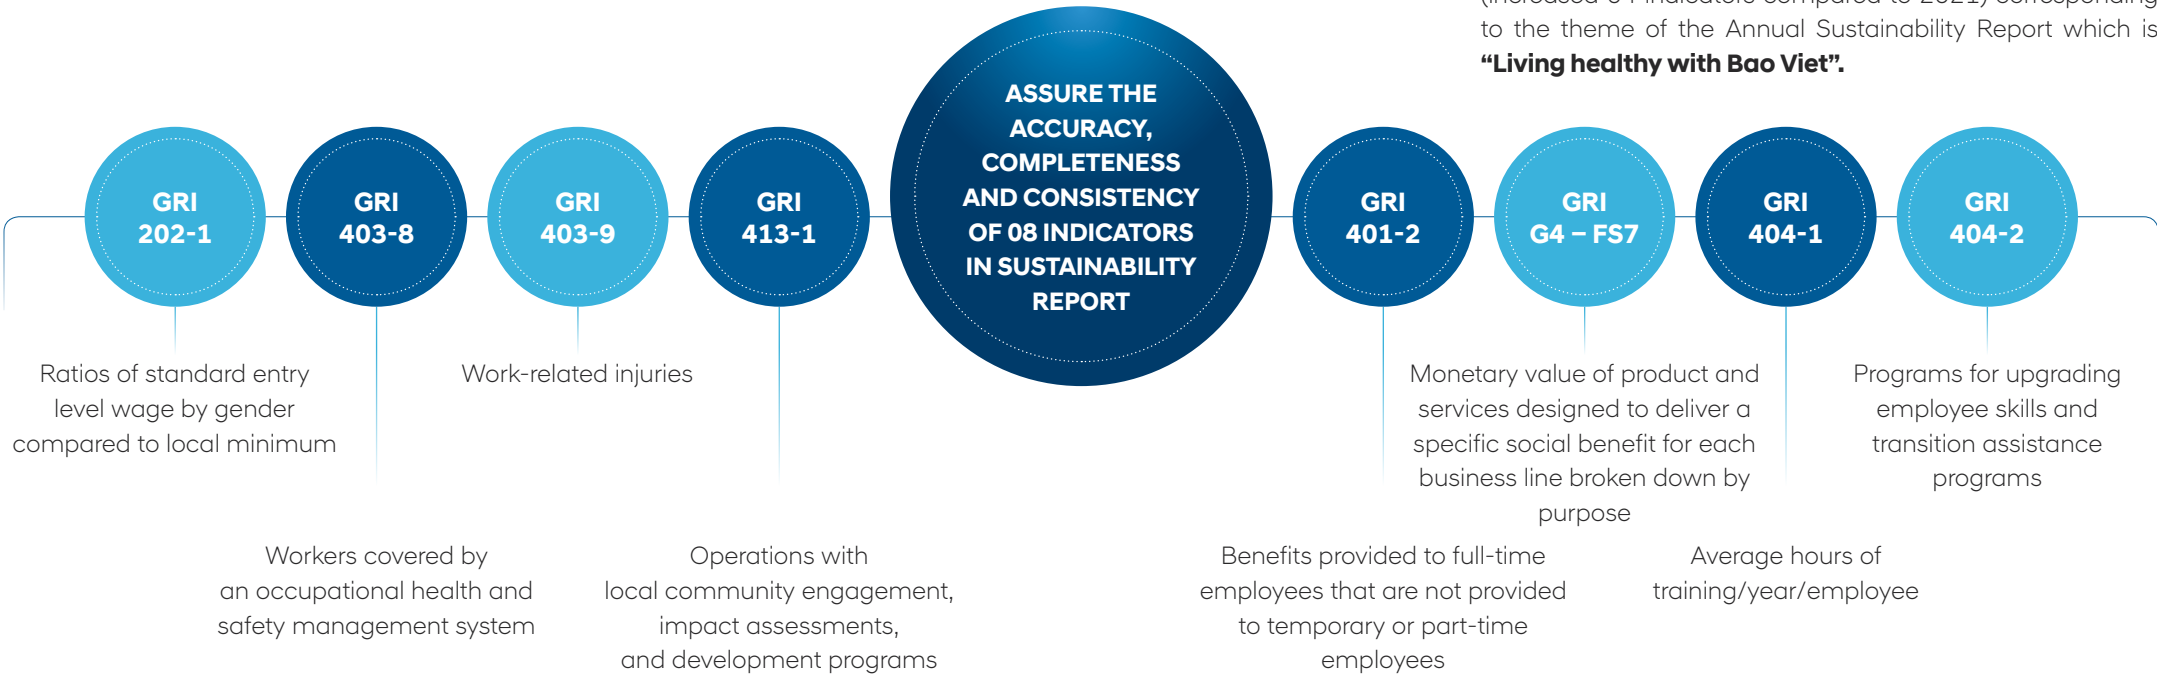 (increased 04 indicators compared to 2021) corresponding
to the theme of the Annual Sustainability Report which is
“Living healthy with Bao Viet”.
GRI
202-1
GRI
403-8
GRI
403-9
GRI
413-1
ASSURE THE
ACCURACY,
COMPLETENESS
AND CONSISTENCY
OF 08 INDICATORS
IN SUSTAINABILITY
REPORT
GRI
401-2
GRI
G4 – FS7
GRI
404-1
GRI
404-2
Ratios of standard entry
level wage by gender
compared to local minimum
Work-related injuries
Monetary value of product and
services designed to deliver a
specific social benefit for each
business line broken down by
purpose
Programs for upgrading
employee skills and
transition assistance
programs
Workers covered by
an occupational health and
safety management system
Operations with
local community engagement,
impact assessments,
and development programs
Benefits provided to full-time
employees that are not provided
to temporary or part-time
employees
Average hours of
training/year/employee